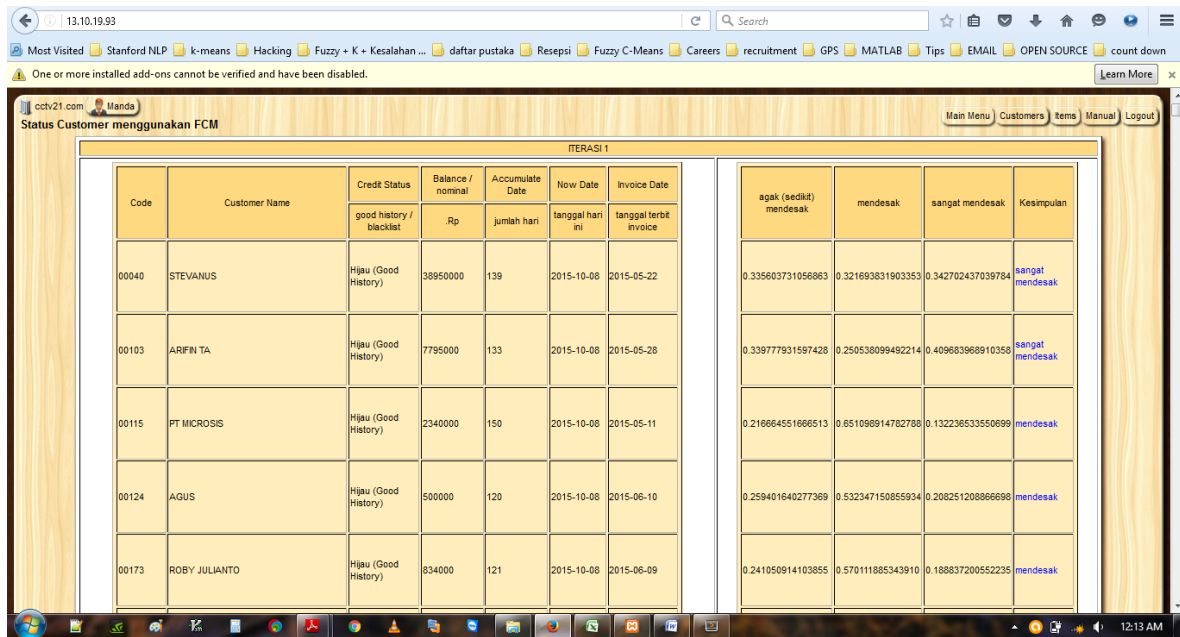 13.10.19.93
Search
Most Visited Stanford NLP k-means Hacking Fuzzy + K + Kesalahan ... daftar pustaka Resepsi Fuzzy C-Means Careers recruitment GPS MATLAB Tips EMAIL OPEN SOURCE count down
One or more installed add-ons cannot be verified and have been disabled.
Learn More
cctv21.com Manda
Status Customer menggunakan FCM
Main Menu Customers Items Manual Logout
ITERASI 1
Code Customer Name Credit Status Balance / nominal Accumulate Date Now Date Invoice Date agak (sedikit) mendesak mendesak sangat mendesak Kesimpulan
good history / blacklist .Rp jumlah hari tanggal hari ini tanggal terbit invoice
00040 STEVANUS Hijau (Good History) 38950000 139 2015-10-08 2015-05-22 0.335603731056863 0.321693831903353 0.342702437039784 sangat mendesak
00103 ARIFIN TA Hijau (Good History) 7795000 133 2015-10-08 2015-05-28 0.339777931597428 0.250538099492214 0.409683968910358 sangat mendesak
00115 PT MICROSIS Hijau (Good History) 2340000 150 2015-10-08 2015-05-11 0.216664551666513 0.651098914782788 0.132236533550699 mendesak
00124 AGUS Hijau (Good History) 500000 120 2015-10-08 2015-06-10 0.259401640277369 0.532347150855934 0.208251208866698 mendesak
00173 ROBY JULIANTO Hijau (Good History) 834000 121 2015-10-08 2015-06-09 0.241050914103855 0.570111885343910 0.188837200552235 mendesak
12:13 AM